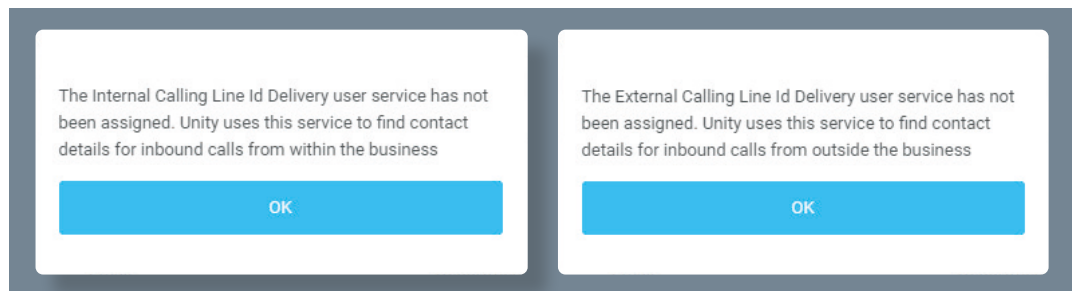 The Internal Calling Line Id Delivery user service has not
been assigned. Unity uses this service to find contact
details for inbound calls from within the business
OK
The External Calling Line Id Delivery user service has not
been assigned. Unity uses this service to find contact
details for inbound calls from outside the business
OK